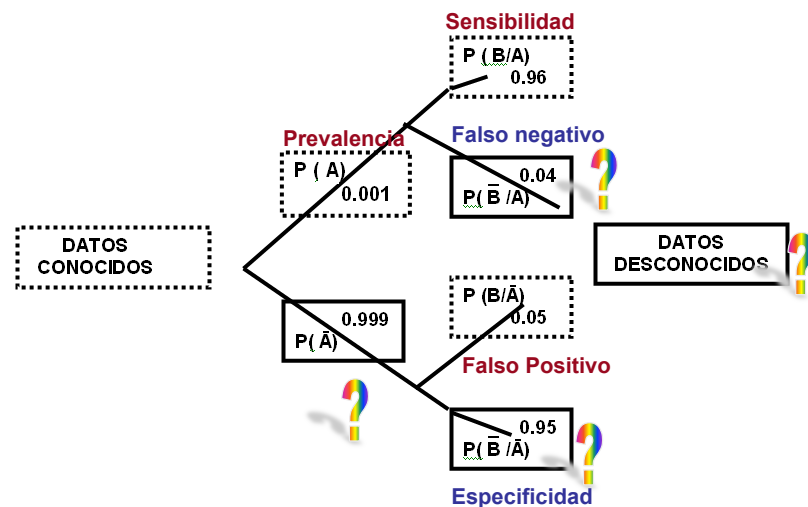 Sensibilidad
P ( B/A)
0.96
Prevalencia
P ( A)
0.001
Falso negativo
0.04
P( B̄ /A)
DATOS
CONOCIDOS
DATOS
DESCONOCIDOS
0.999
P( Ā)
P (B/Ā)
0.05
Falso Positivo
0.95
P( B̄ /Ā)
Especificidad
?
?
?
?